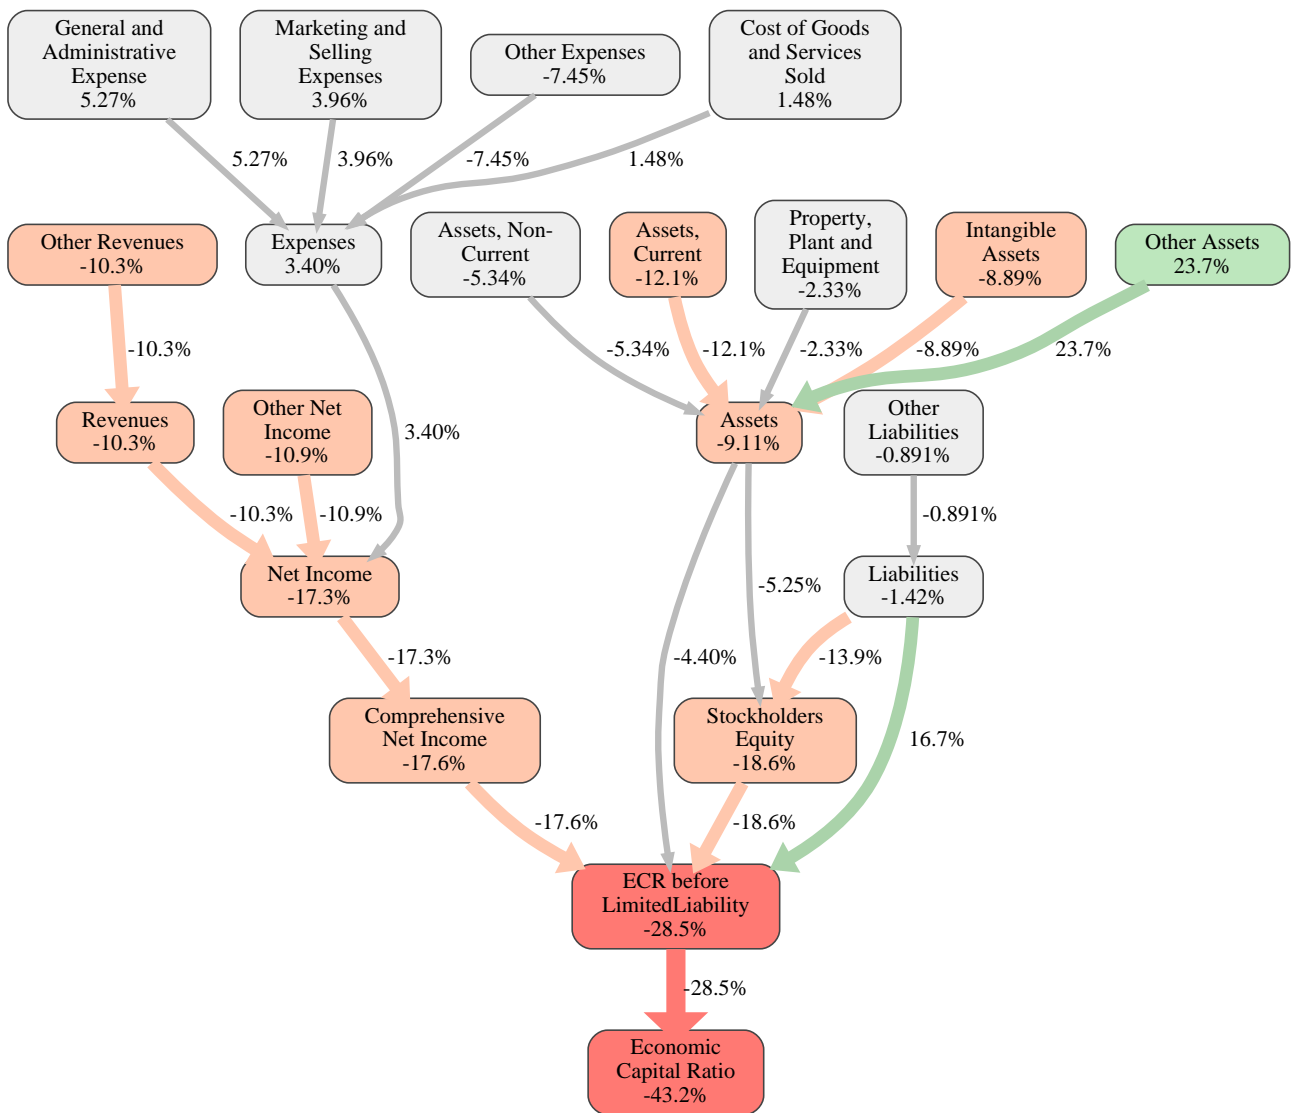 General and
Administrative
Expense
5.27%
Marketing and
Selling
Expenses
3.96%
Other Expenses
-7.45%
Cost of Goods
and Services
Sold
1.48%
5.27%
3.96%
-7.45%
1.48%
Other Revenues
-10.3%
Expenses
3.40%
Assets, Non-
Current
-5.34%
Assets,
Current
-12.1%
Property,
Plant and
Equipment
-2.33%
Intangible
Assets
-8.89%
Other Assets
23.7%
-10.3%
-5.34%
-12.1%
-2.33%
-8.89%
23.7%
Revenues
-10.3%
Other Net
Income
-10.9%
3.40%
Assets
-9.11%
Other
Liabilities
-0.891%
-10.3%
-10.9%
-0.891%
Net Income
-17.3%
-5.25%
Liabilities
-1.42%
-17.3%
-4.40%
-13.9%
Comprehensive
Net Income
-17.6%
Stockholders
Equity
-18.6%
16.7%
-17.6%
-18.6%
ECR before
LimitedLiability
-28.5%
-28.5%
Economic
Capital Ratio
-43.2%